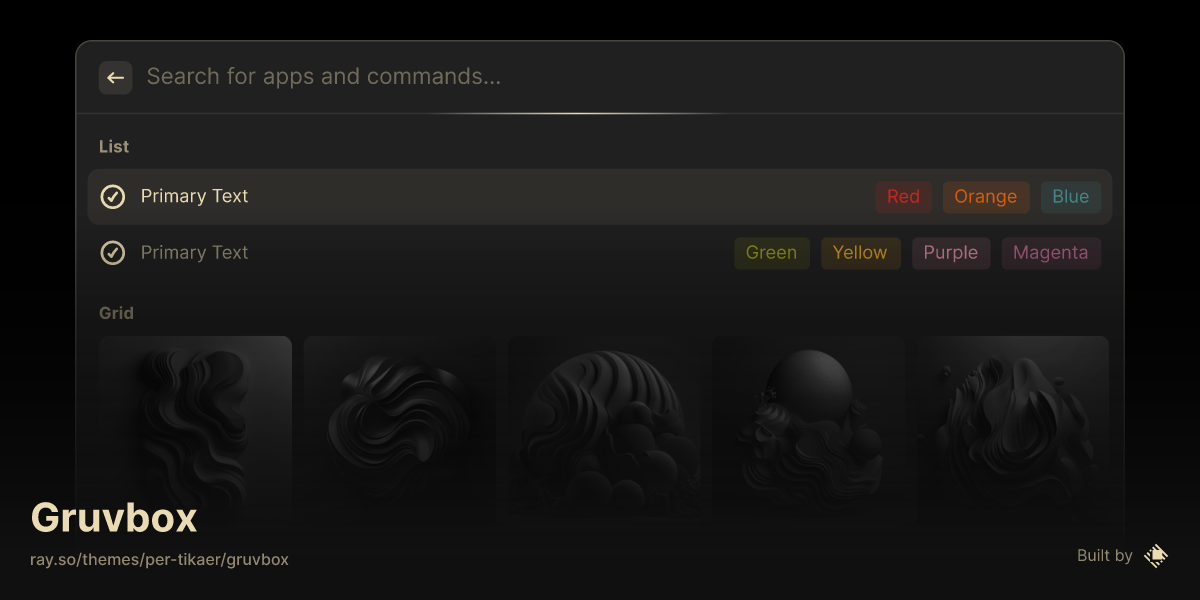 Search for apps and commands...
List
Primary Text Red Orange Blue
Primary Text Green Yellow Purple Magenta
Grid
Gruvbox
ray.so/themes/per-tikaer/gruvbox
Built by